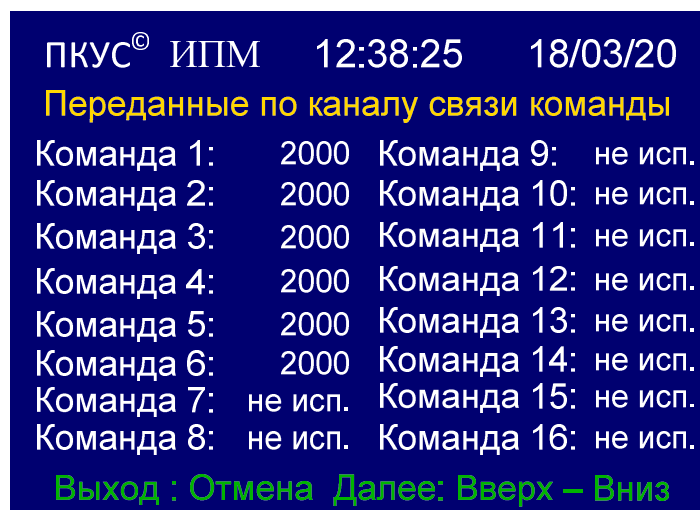 ПКУС© ИПМ 12:38:25 18/03/20
Переданные по каналу связи команды
Команда 1: 2000 Команда 9: не исп.
Команда 2: 2000 Команда 10: не исп.
Команда 3: 2000 Команда 11: не исп.
Команда 4: 2000 Команда 12: не исп.
Команда 5: 2000 Команда 13: не исп.
Команда 6: 2000 Команда 14: не исп.
Команда 7: не исп. Команда 15: не исп.
Команда 8: не исп. Команда 16: не исп.
Выход : Отмена Далее: Вверх – Вниз